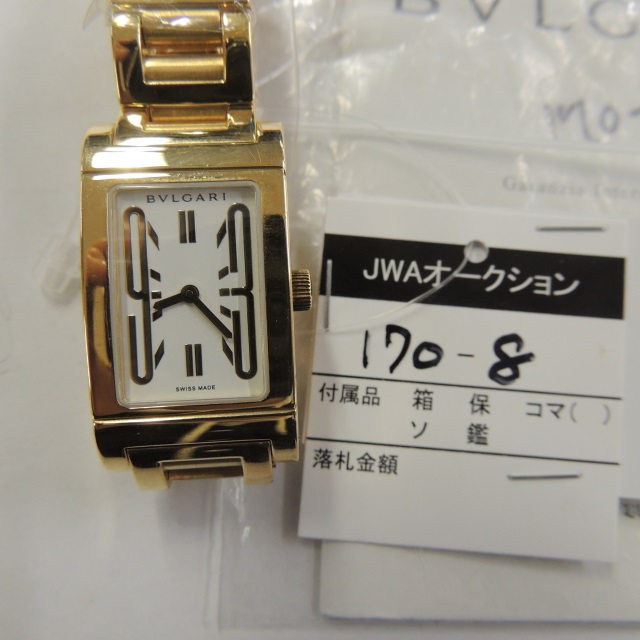 BVLGARI
SWISS MADE
JWAオークション
170-8
付属品 箱 保 コマ( )
ソ 鑑
落札金額